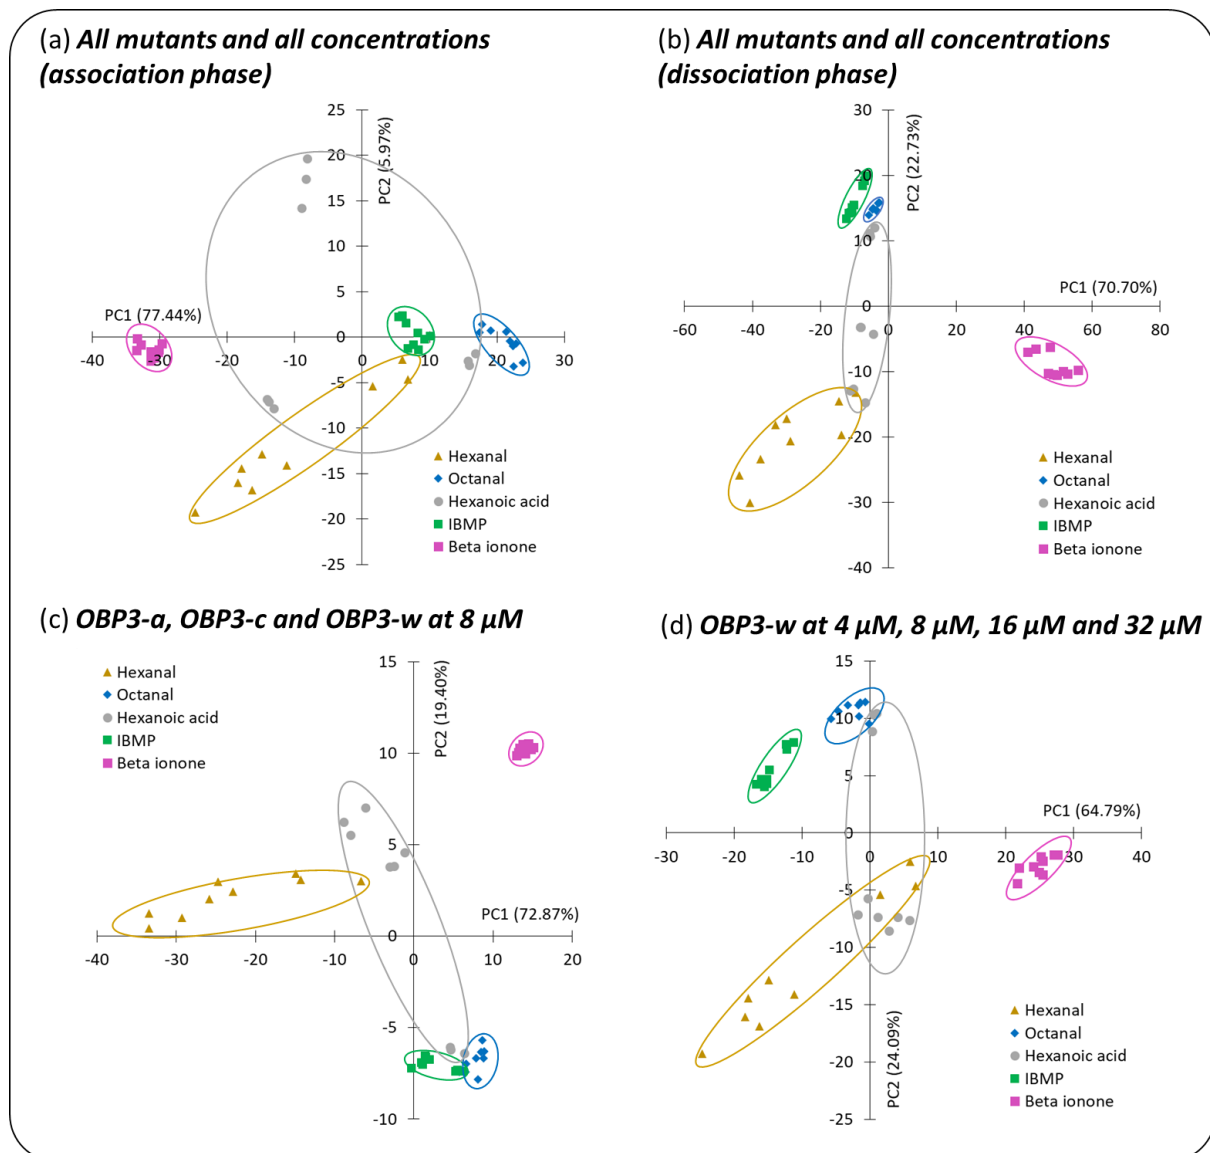 (a) All mutants and all concentrations
(association phase)
25
20
15
10
5
0
-5
-10
-15
-20
-25
-40
-30
-20
-10
0
10
20
30
PC2 (5.97%)
PC1 (77.44%)
Hexanal
Octanal
Hexanoic acid
IBMP
Beta ionone
(b) All mutants and all concentrations
(dissociation phase)
30
20
10
0
-10
-20
-30
-40
-60
-40
-20
0
20
40
60
80
PC2 (22.73%)
PC1 (70.70%)
Hexanal
Octanal
Hexanoic acid
IBMP
Beta ionone
(c) OBP3-a, OBP3-c and OBP3-w at 8 µM
Hexanal
Octanal
Hexanoic acid
IBMP
Beta ionone
15
10
5
0
-5
-10
-40
-30
-20
-10
0
10
20
PC2 (19.40%)
PC1 (72.87%)
(d) OBP3-w at 4 µM, 8 µM, 16 µM and 32 µM
15
10
5
0
-5
-10
-15
-20
-25
-30
-20
-10
0
10
20
30
40
PC1 (64.79%)
PC2 (24.09%)
Hexanal
Octanal
Hexanoic acid
IBMP
Beta ionone